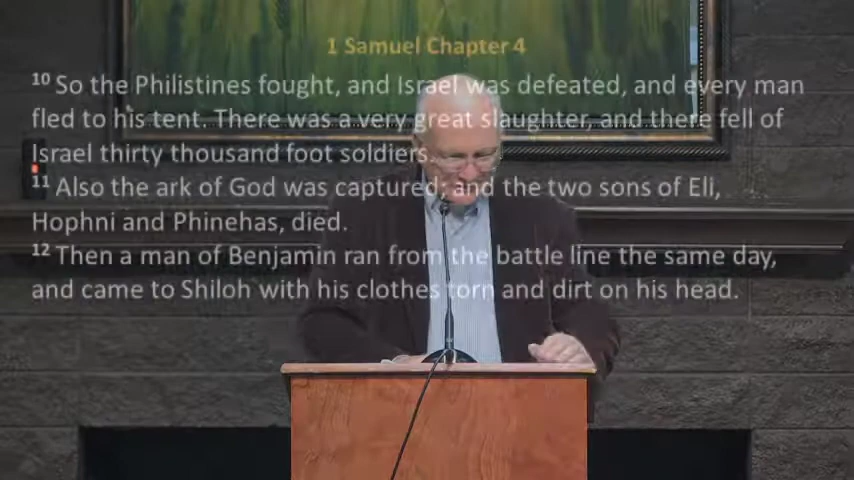 1 Samuel Chapter 4
10 So the Philistines fought, and Israel was defeated, and every man
fled to his tent. There was a very great slaughter, and there fell of
Israel thirty thousand foot soldiers.
11 Also the ark of God was captured; and the two sons of Eli,
Hophni and Phinehas, died.
12 Then a man of Benjamin ran from the battle line the same day,
and came to Shiloh with his clothes torn and dirt on his head.